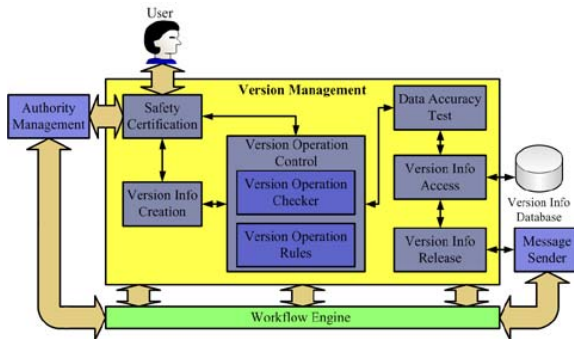 User
Version Management
Authority
Management
Safety
Certification
Data Accuracy
Test
Version Operation
Control
Version Operation
Checker
Version Operation
Rules
Version Info
Creation
Version Info
Access
Version Info
Database
Version Info
Release
Message
Sender
Workflow Engine